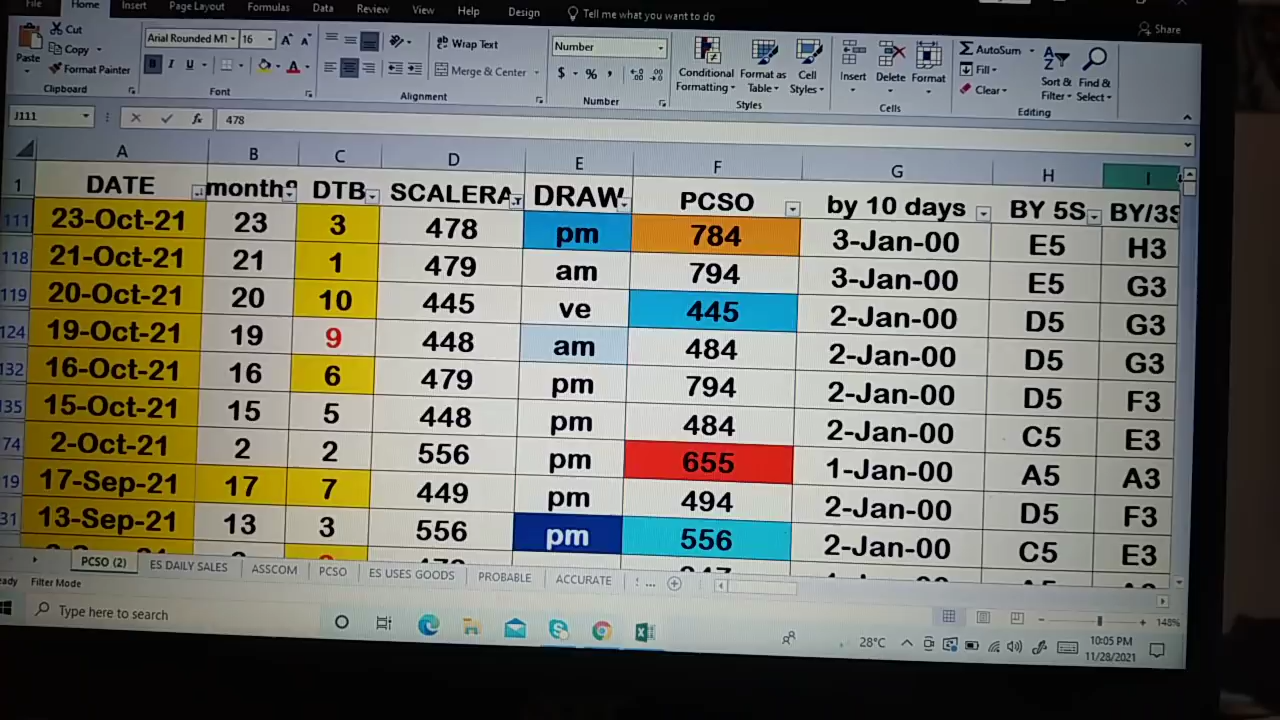 File Home Insert Page Layout Formulas Data Review View Help Design Tell me what you want to do
Share
Cut
Copy
Format Painter
Paste
Clipboard
Arial Rounded MT 16
B I U
Font
Wrap Text
Merge & Center
Alignment
Number
$ % ,
Number
Conditional Formatting
Format as Table
Cell Styles
Styles
Insert Delete Format
Cells
AutoSum
Fill
Clear
Sort & Filter
Find & Select
Editing
J111 fx 478
A B C D E F G H I
1 DATE DTB SCALERA DRAW PCSO by 10 days BY 5S BY/3S
111 23-Oct-21 23 3 478 pm 784 3-Jan-00 E5 H3
118 21-Oct-21 21 1 479 am 794 3-Jan-00 E5 G3
119 20-Oct-21 20 10 445 ve 445 2-Jan-00 D5 G3
124 19-Oct-21 19 9 448 am 484 2-Jan-00 D5 G3
132 16-Oct-21 16 6 479 pm 794 2-Jan-00 D5 F3
135 15-Oct-21 15 5 448 pm 484 2-Jan-00 C5 E3
74 2-Oct-21 2 2 556 pm 655 1-Jan-00 A5 A3
19 17-Sep-21 17 7 449 pm 494 2-Jan-00 D5 F3
31 13-Sep-21 13 3 556 pm 556 2-Jan-00 C5 E3
PCSO (2) ES DAILY SALES ASSCOM PCSO ES USES GOODS PROBABLE ACCURATE ...
eady Filter Mode
148%
Type here to search
28°C
10:05 PM
11/28/2021